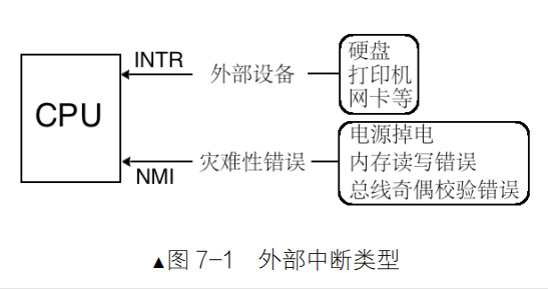 INTR
外部设备
硬盘
打印机
网卡等
CPU
NMI
灾难性错误
电源掉电
内存读写错误
总线奇偶校验错误
▲图 7-1 外部中断类型